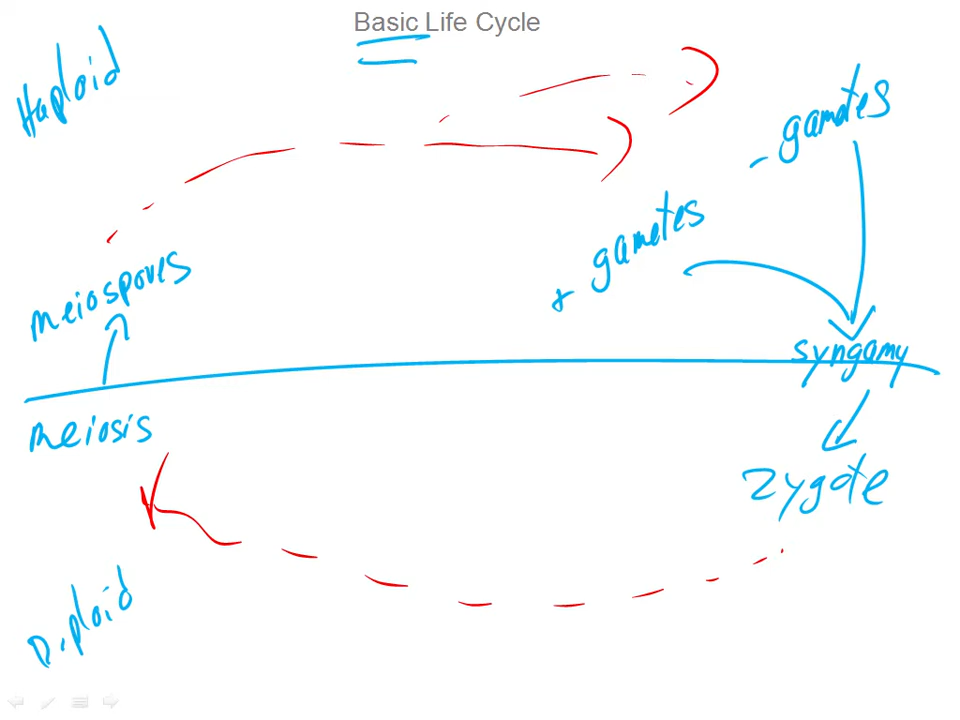 Basic Life Cycle
Haploid
- gametes
+ gametes
meiospores
syngamy
meiosis
zygote
Diploid